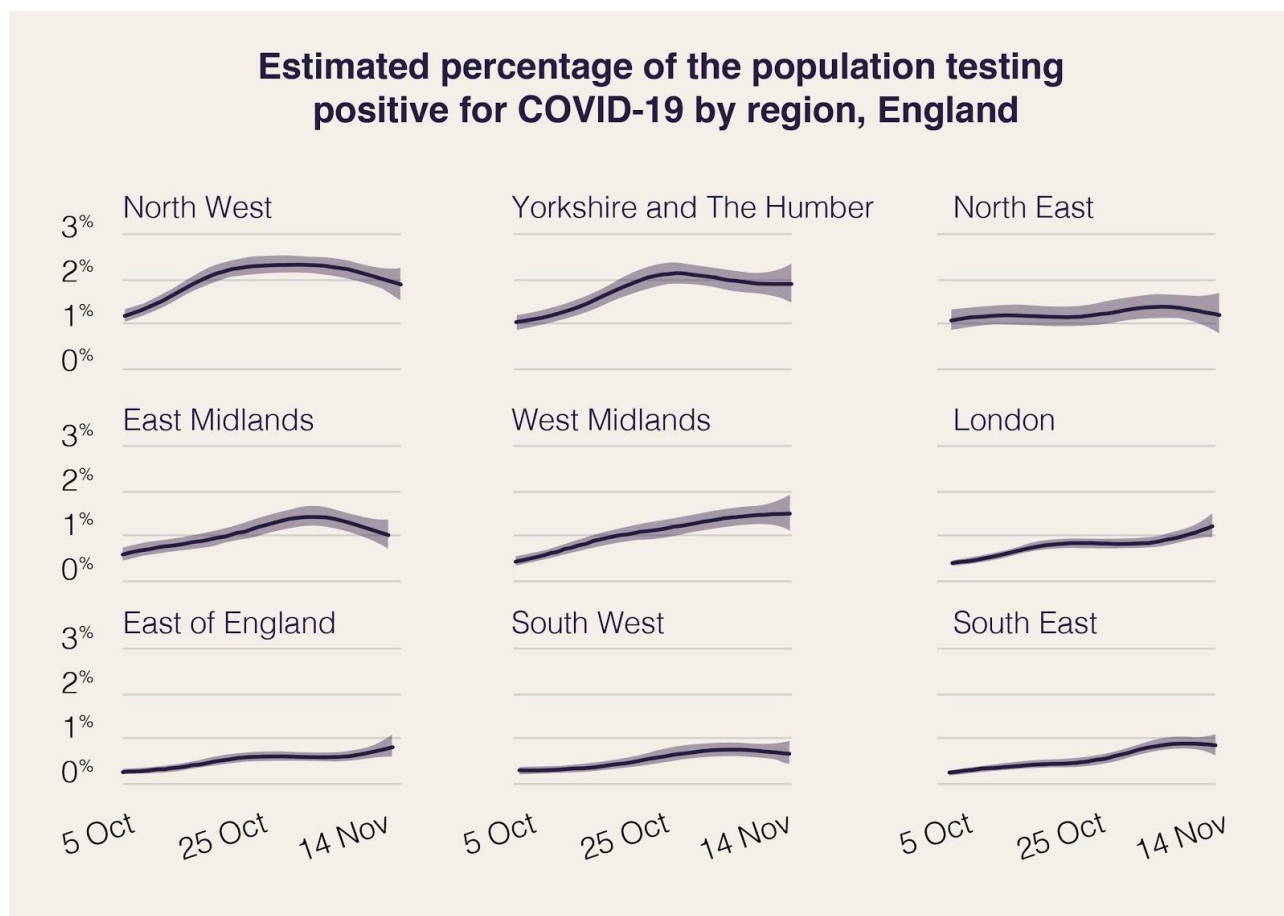 Estimated percentage of the population testing
positive for COVID-19 by region, England
North West
Yorkshire and The Humber
North East
3%
2%
1%
0%
East Midlands
West Midlands
London
3%
2%
1%
0%
East of England
South West
South East
3%
2%
1%
0%
5 Oct
25 Oct
14 Nov
5 Oct
25 Oct
14 Nov
5 Oct
25 Oct
14 Nov